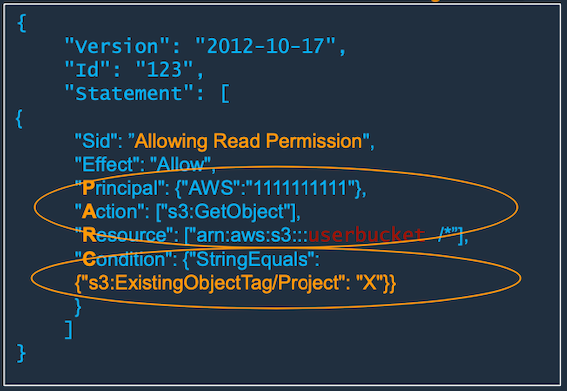 {
"Version": "2012-10-17",
"Id": "123",
"Statement": [
{
"Sid": "Allowing Read Permission",
"Effect": "Allow",
"Principal": {"AWS":"1111111111"},
"Action": ["s3:GetObject"],
"Resource": ["arn:aws:s3:::userbucket /*"],
"Condition": {"StringEquals":
{"s3:ExistingObjectTag/Project": "X"}}
}
]
}